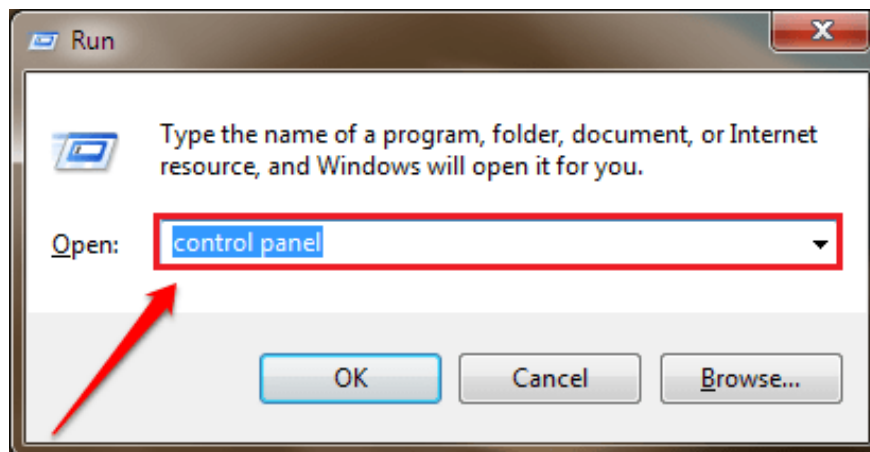 Run
Type the name of a program, folder, document, or Internet
resource, and Windows will open it for you.
Open: control panel
OK Cancel Browse...